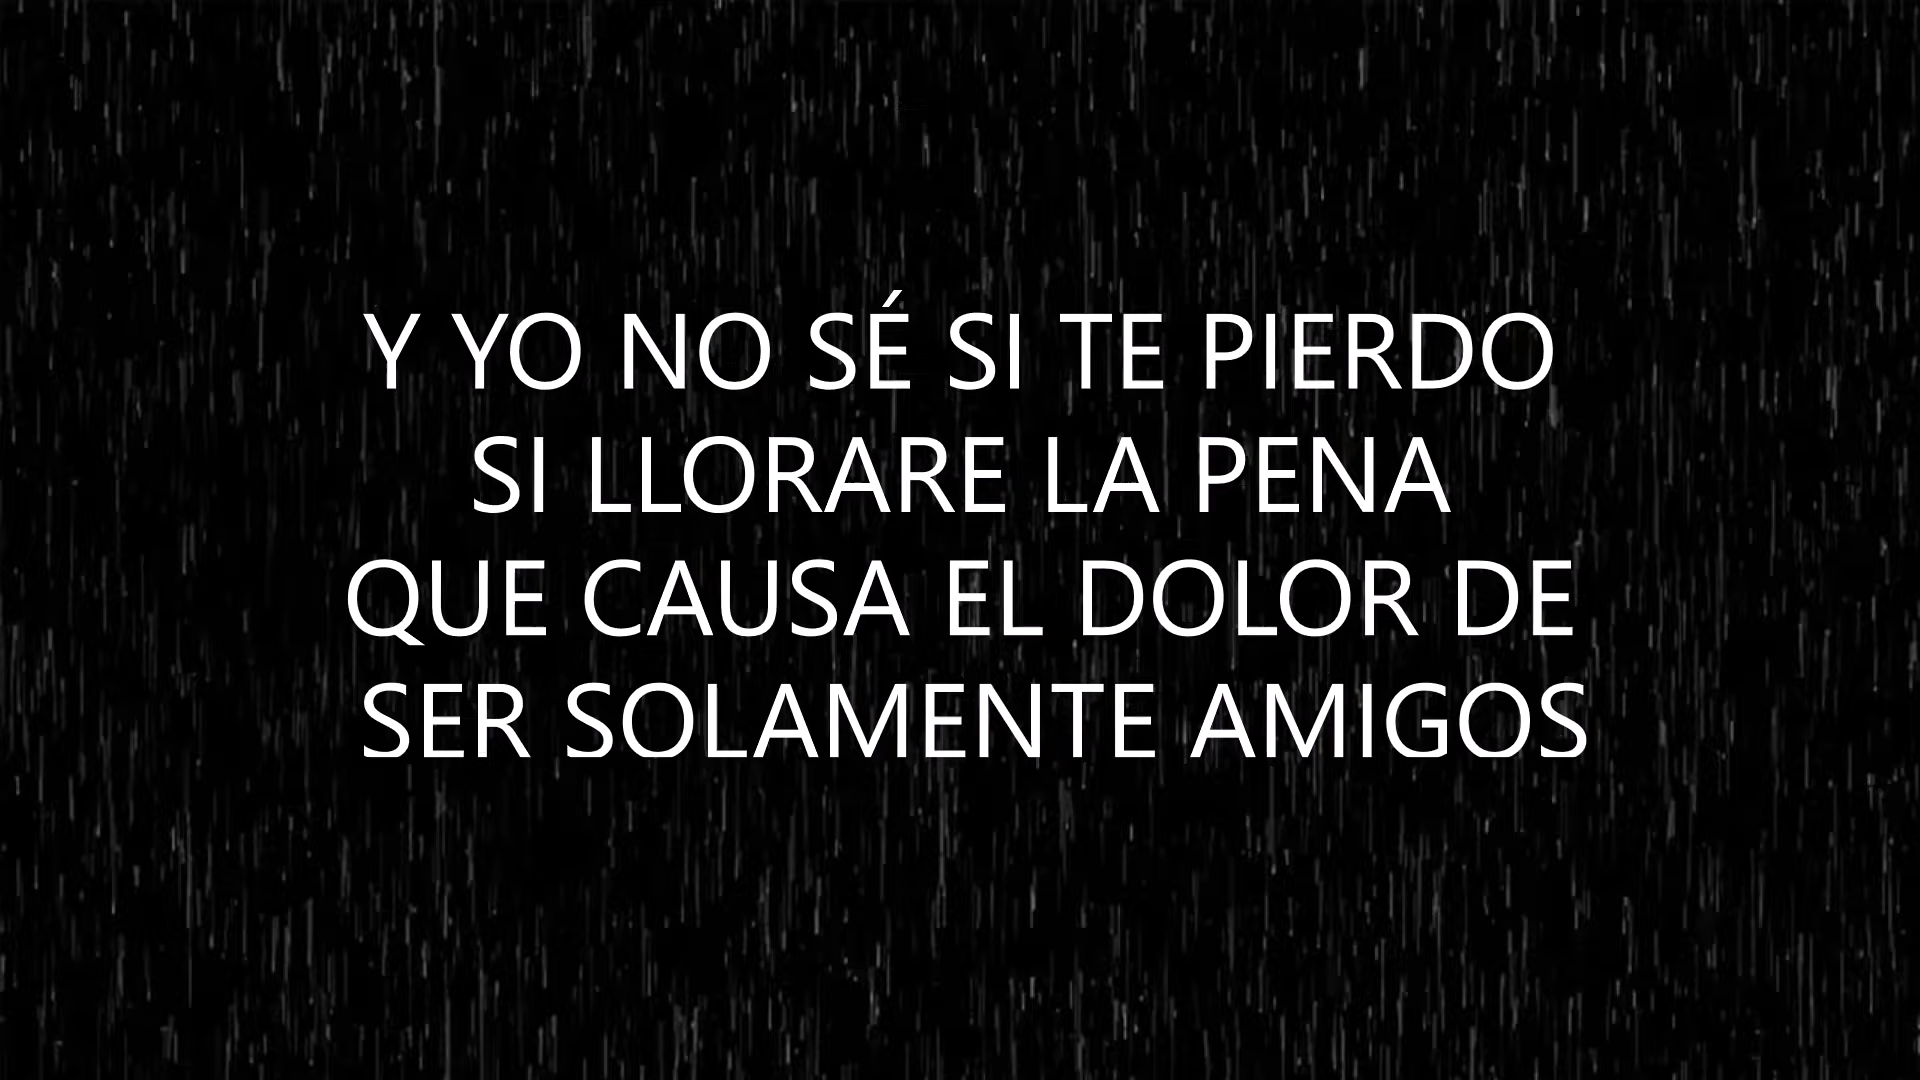 Y YO NO SÉ SI TE PIERDO
SI LLORARE LA PENA
QUE CAUSA EL DOLOR DE
SER SOLAMENTE AMIGOS